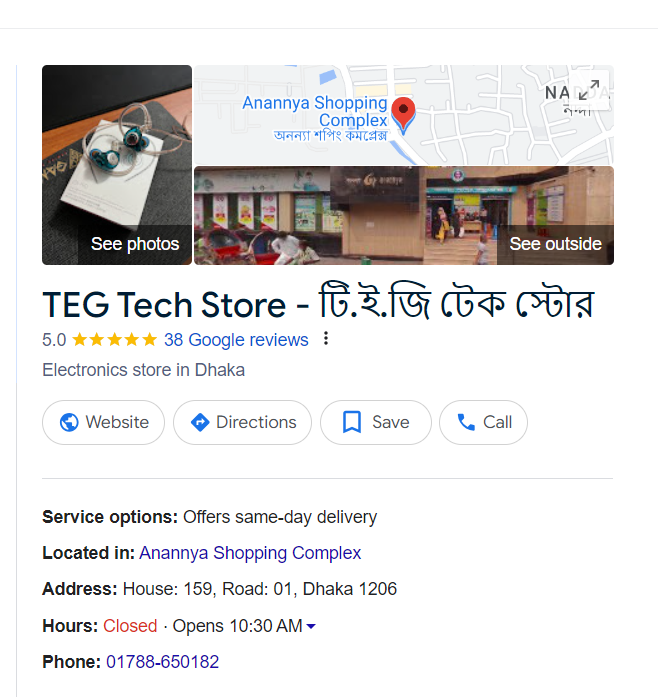 Anannya Shopping
Complex
অনন্যা শপিং কমপ্লেক্স
See photos
See outside
TEG Tech Store - টি.ই.জি টেক স্টোর
5.0 38 Google reviews
Electronics store in Dhaka
Website Directions Save Call
Service options: Offers same-day delivery
Located in: Anannya Shopping Complex
Address: House: 159, Road: 01, Dhaka 1206
Hours: Closed · Opens 10:30 AM
Phone: 01788-650182